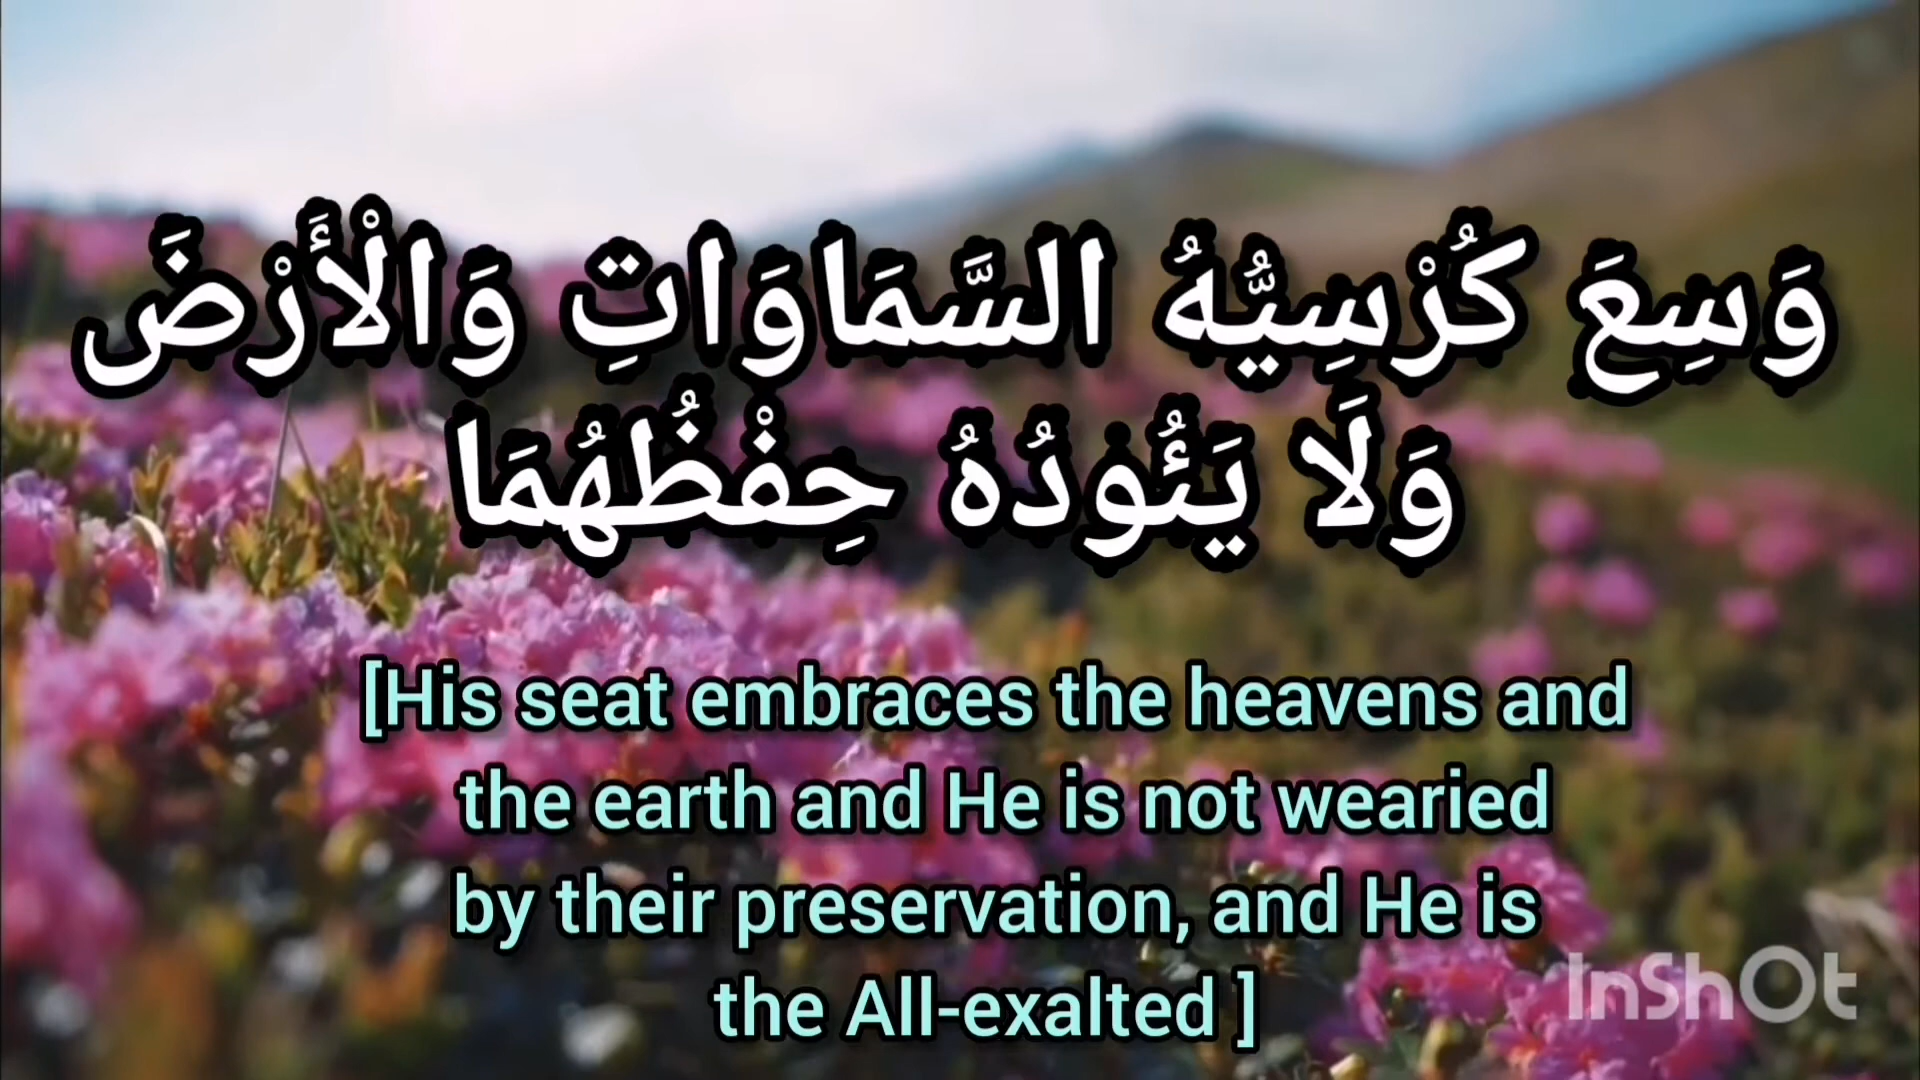 وَسِعَ كُرْسِيُّهُ السَّمَاوَاتِ وَالْأَرْضَ
وَلَا يَئُودُهُ حِفْظُهُمَا
[His seat embraces the heavens and
the earth and He is not wearied
by their preservation, and He is
the All-exalted ]
InShOt